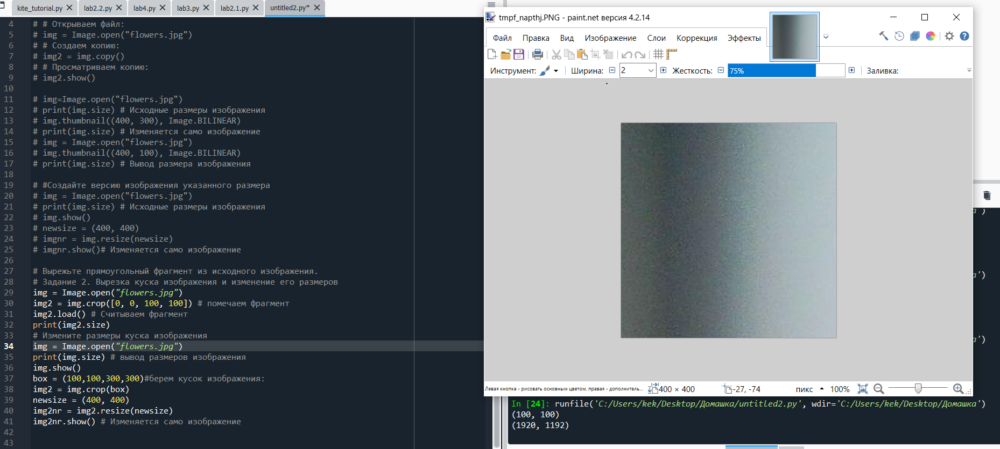 kite_tutorial.py
lab2.2.py
lab4.py
lab3.py
lab2.1.py
untitled2.py*
4 # # Открываем файл:
5 # img = Image.open("flowers.jpg")
6 # # Создаем копию:
7 # img2 = img.copy()
8 # # Просматриваем копию:
9 # img2.show()
10
11 # img=Image.open("flowers.jpg")
12 # print(img.size) # Исходные размеры изображения
13 # img.thumbnail((400, 300), Image.BILINEAR)
14 # print(img.size) # Изменяется само изображение
15 # img = Image.open("flowers.jpg")
16 # img.thumbnail((400, 100), Image.BILINEAR)
17 # print(img.size) # Вывод размера изображения
18
19 # #Создайте версию изображения указанного размера
20 # img = Image.open("flowers.jpg")
21 # print(img.size) # Исходные размеры изображения
22 # img.show()
23 # newsize = (400, 400)
24 # imgnr = img.resize(newsize)
25 # imgnr.show()# Изменяется само изображение
26
27 # Вырежьте прямоугольный фрагмент из исходного изображения.
28 # Задание 2. Вырезка куска изображения и изменение его размеров
29 img = Image.open("flowers.jpg")
30 img2 = img.crop([0, 0, 100, 100]) # помечаем фрагмент
31 img2.load() # Считываем фрагмент
32 print(img2.size)
33 # Измените размеры куска изображения
34 img = Image.open("flowers.jpg")
35 print(img.size) # вывод размеров изображения
36 img.show()
37 box = (100,100,300,300)#берем кусок изображения:
38 img2 = img.crop(box)
39 newsize = (400, 400)
40 img2nr = img2.resize(newsize)
41 img2nr.show() # Изменяется само изображение
42
43
tmpf_napthj.PNG - paint.net версия 4.2.14
Файл Правка Вид Изображение Слои Коррекция Эффекты
Инструмент: Ширина: 2 Жесткость: 75% Заливка:
Левая кнопка - рисовать основным цветом, правая - дополнитель... 400 × 400 -27, -74 пикс 100%
а')
а')
а')
In [24]: runfile('C:/Users/kek/Desktop/Домашка/untitled2.py', wdir='C:/Users/kek/Desktop/Домашка')
(100, 100)
(1920, 1192)